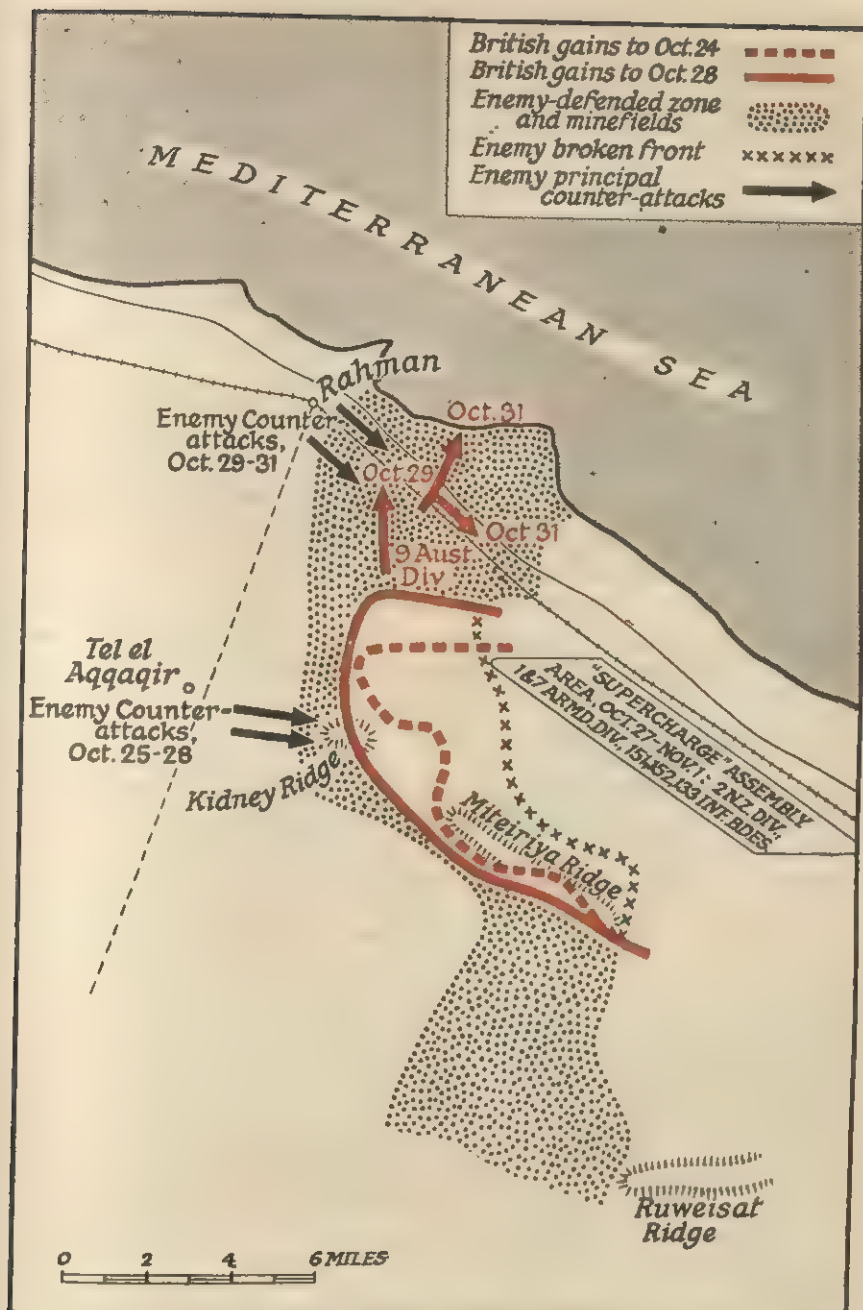 British gains to Oct. 24
British gains to Oct. 28
Enemy-defended zone
and minefields
Enemy broken front
Enemy principal
counter-attacks
MEDITERRANEAN SEA
Rahman
Enemy Counter-
attacks,
Oct. 29-31
Oct. 31
Oct. 29
Oct 31
9 Aust.
Div
Tel el
Aqqaqir
Enemy Counter-
attacks,
Oct. 25-28
Kidney Ridge
"SUPERCHARGE" ASSEMBLY
AREA, OCT. 27-NOV. 1: 2 N.Z. DIV.,
1&7 ARMD. DIV., 151,152,133 INF. BDES.
Miteiriya Ridge
Ruweisat
Ridge
0 2 4 6 MILES